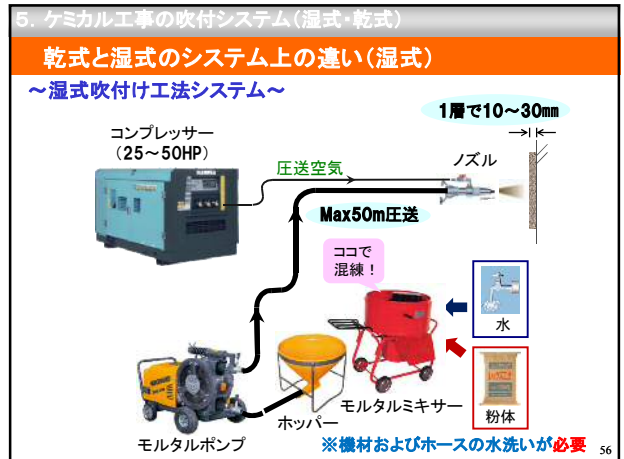 5. ケミカル工事の吹付システム(湿式・乾式)
乾式と湿式のシステム上の違い(湿式)
～湿式吹付け工法システム～
1層で10～30mm
コンプレッサー
(25～50HP)
圧送空気
ノズル
Max50m圧送
ココで
混練！
水
粉体
モルタルミキサー
ホッパー
モルタルポンプ
※機材およびホースの水洗いが必要
56